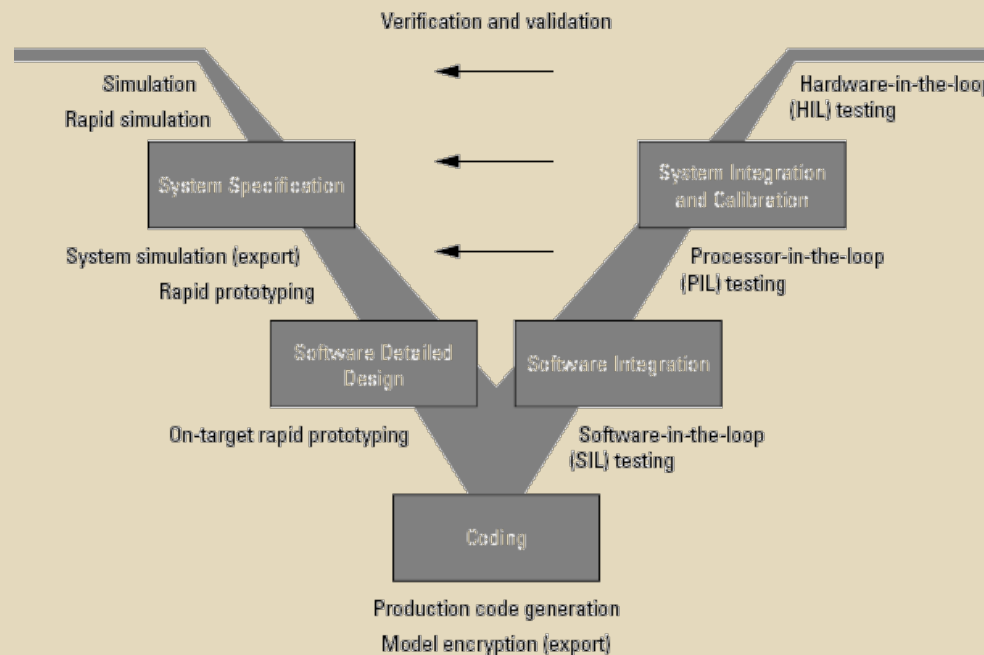 Verification and validation
Simulation
Rapid simulation
Hardware-in-the-loop
(HIL) testing
System Specification
System Integration
and Calibration
System simulation (export)
Rapid prototyping
Processor-in-the-loop
(PIL) testing
Software Detailed
Design
Software Integration
On-target rapid prototyping
Software-in-the-loop
(SIL) testing
Coding
Production code generation
Model encryption (export)